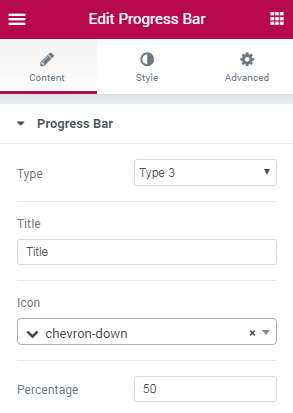 Edit Progress Bar
Content Style Advanced
Progress Bar
Type Type 3
Title
Title
Icon
chevron-down
Percentage 50